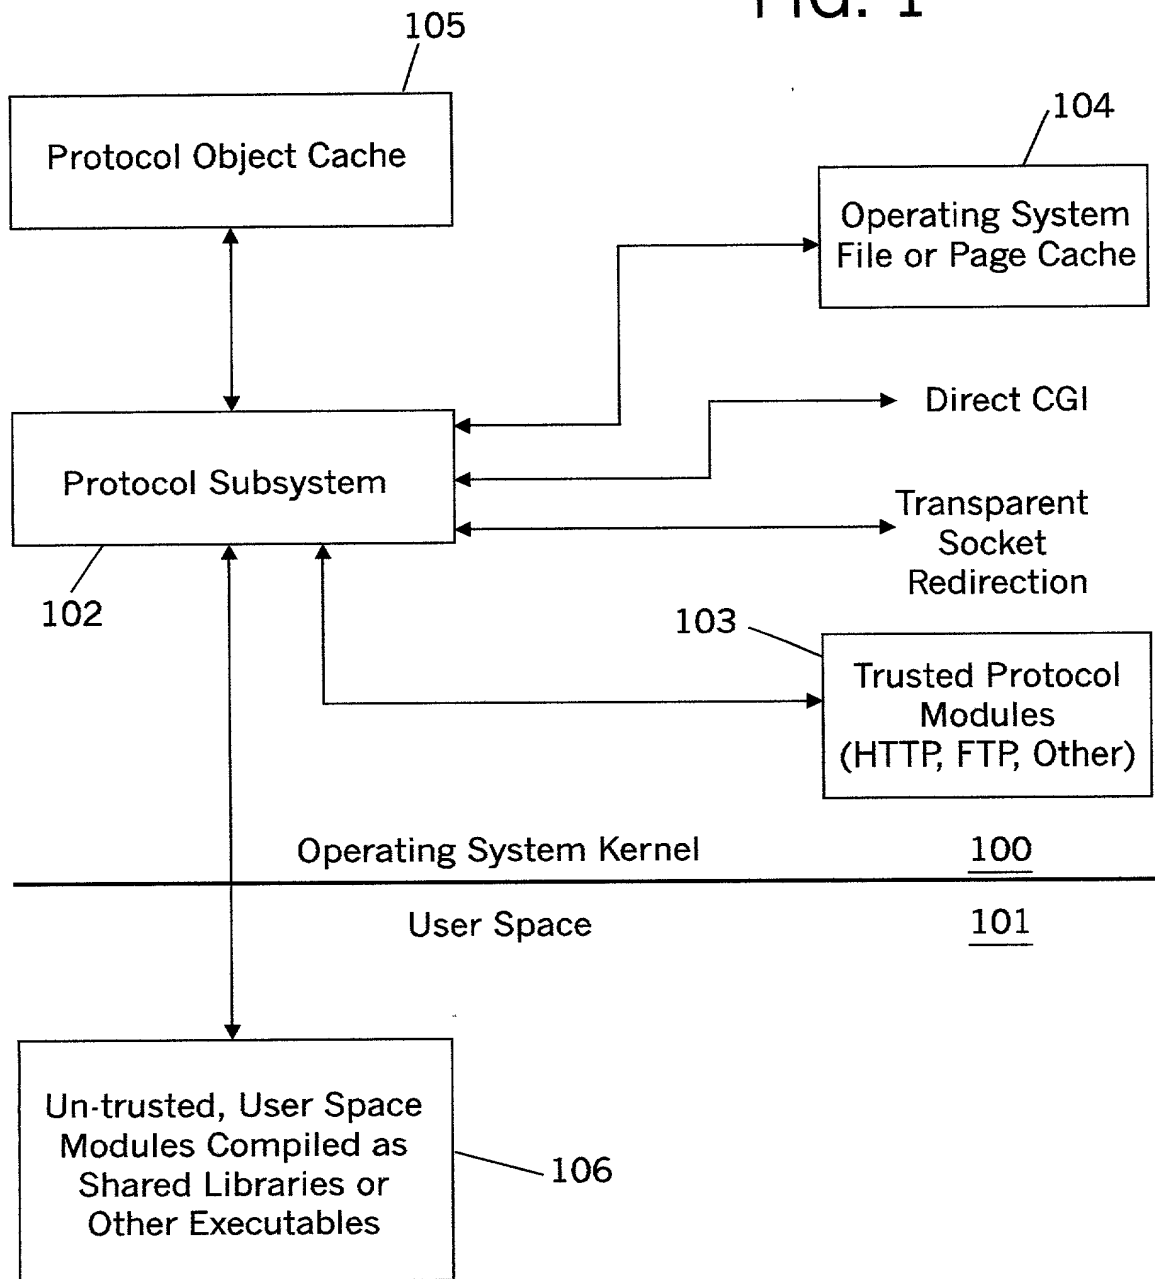 FIG. 1
105
Protocol Object Cache
104
Operating System
File or Page Cache
Direct CGI
Protocol Subsystem
Transparent
Socket
Redirection
102
103
Trusted Protocol
Modules
(HTTP, FTP, Other)
Operating System Kernel
100
User Space
101
Un-trusted, User Space
Modules Compiled as
Shared Libraries or
Other Executables
106